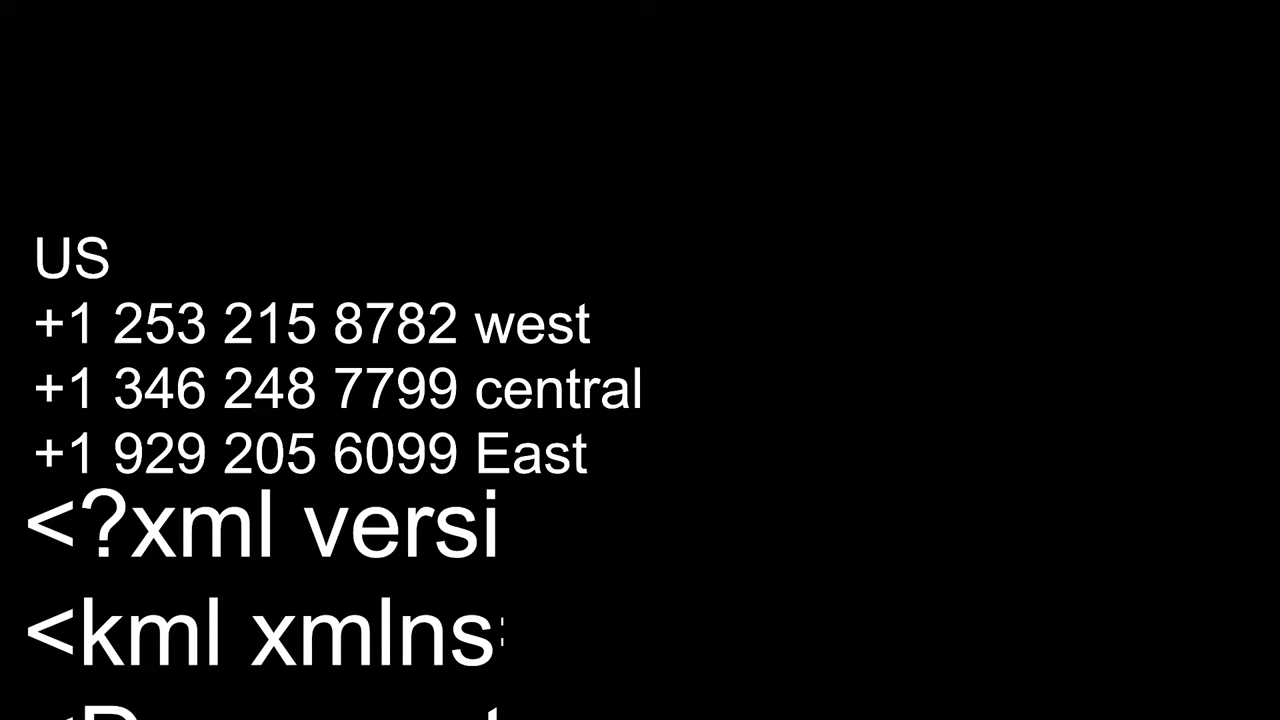 US
+1 253 215 8782 west
+1 346 248 7799 central
+1 929 205 6099 East
<?xml versi
<kml xmlns